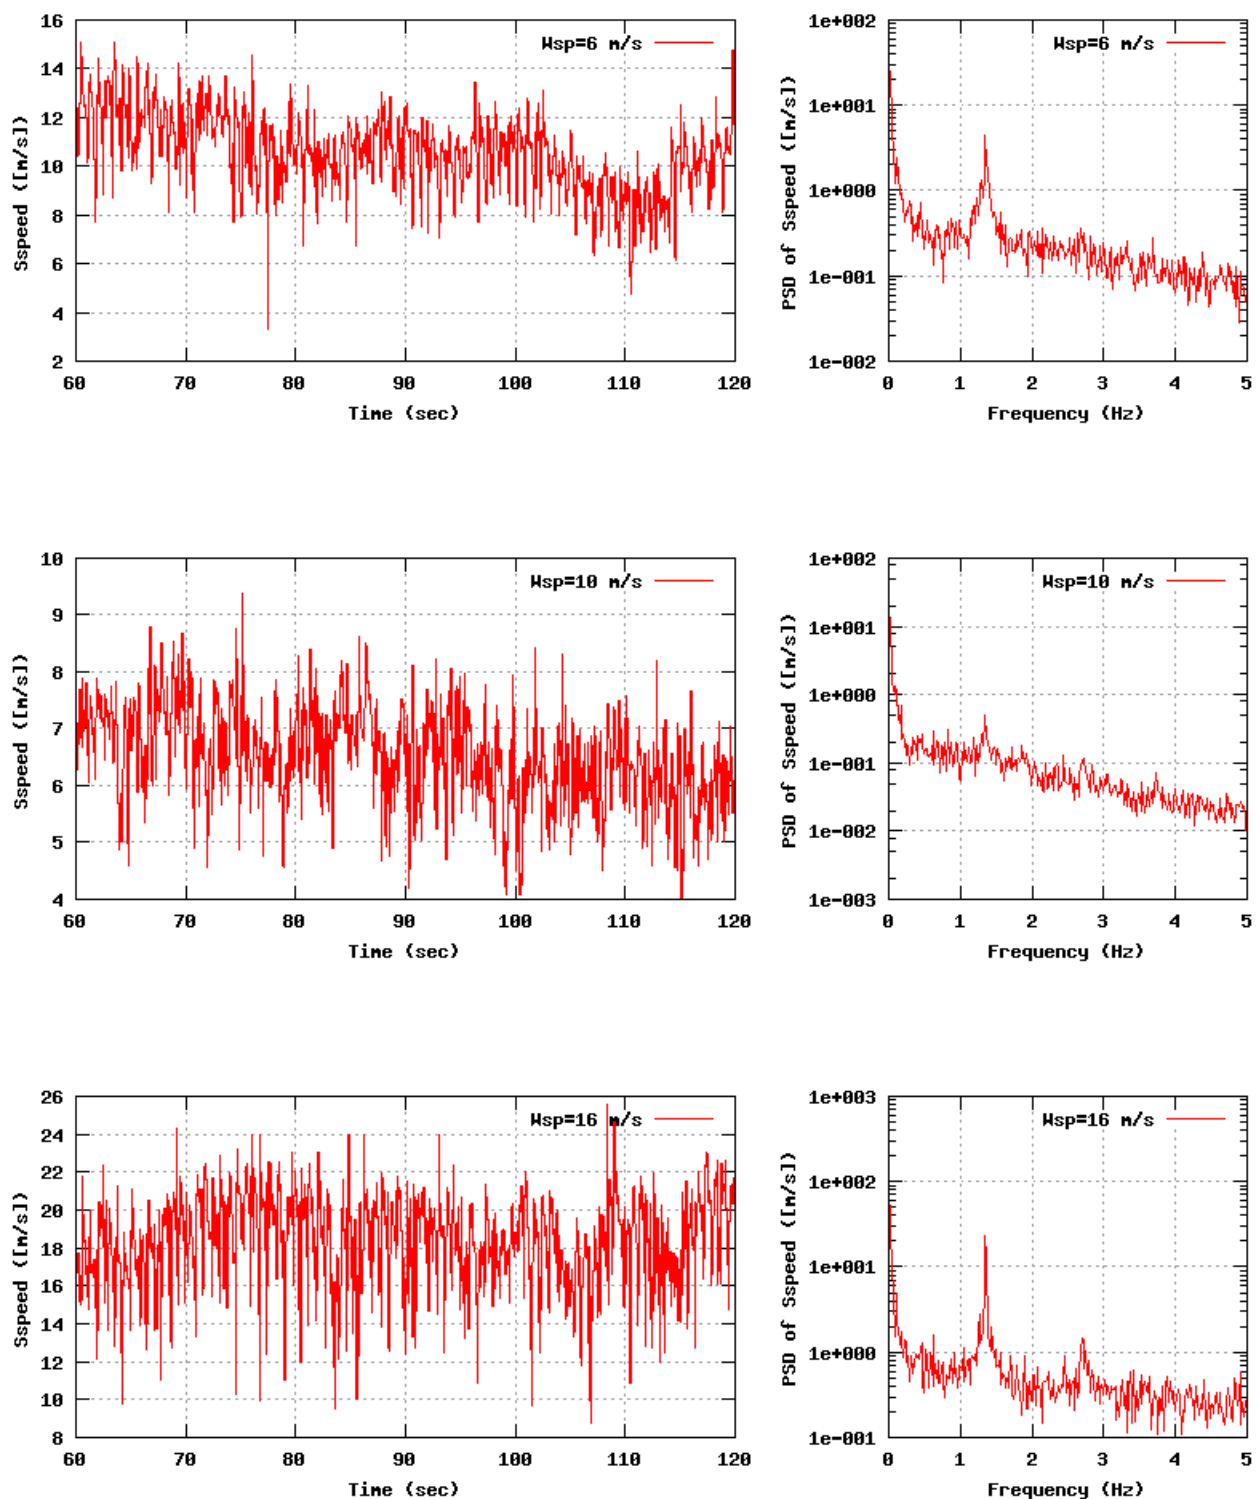 Wsp=6 m/s
16
14
12
10
8
6
4
2
Sspeed ([m/s])
60 70 80 90 100 110 120
Time (sec)
Wsp=6 m/s
1e+002
1e+001
1e+000
1e-001
1e-002
PSD of Sspeed ([m/s])
0 1 2 3 4 5
Frequency (Hz)
Wsp=10 m/s
10
9
8
7
6
5
4
Sspeed ([m/s])
60 70 80 90 100 110 120
Time (sec)
Wsp=10 m/s
1e+002
1e+001
1e+000
1e-001
1e-002
1e-003
PSD of Sspeed ([m/s])
0 1 2 3 4 5
Frequency (Hz)
Wsp=16 m/s
26
24
22
20
18
16
14
12
10
8
Sspeed ([m/s])
60 70 80 90 100 110 120
Time (sec)
Wsp=16 m/s
1e+003
1e+002
1e+001
1e+000
1e-001
PSD of Sspeed ([m/s])
0 1 2 3 4 5
Frequency (Hz)